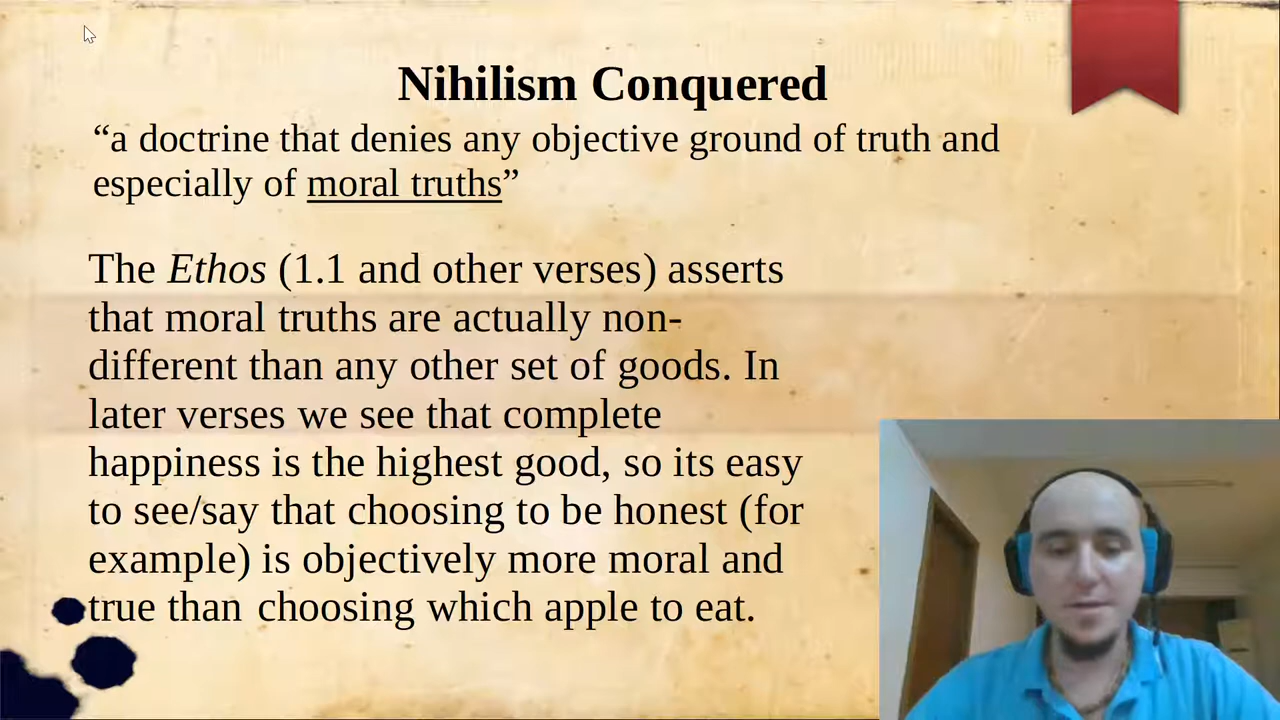 Nihilism Conquered
“a doctrine that denies any objective ground of truth and
especially of moral truths”
The Ethos (1.1 and other verses) asserts
that moral truths are actually non-
different than any other set of goods. In
later verses we see that complete
happiness is the highest good, so its easy
to see/say that choosing to be honest (for
example) is objectively more moral and
true than choosing which apple to eat.